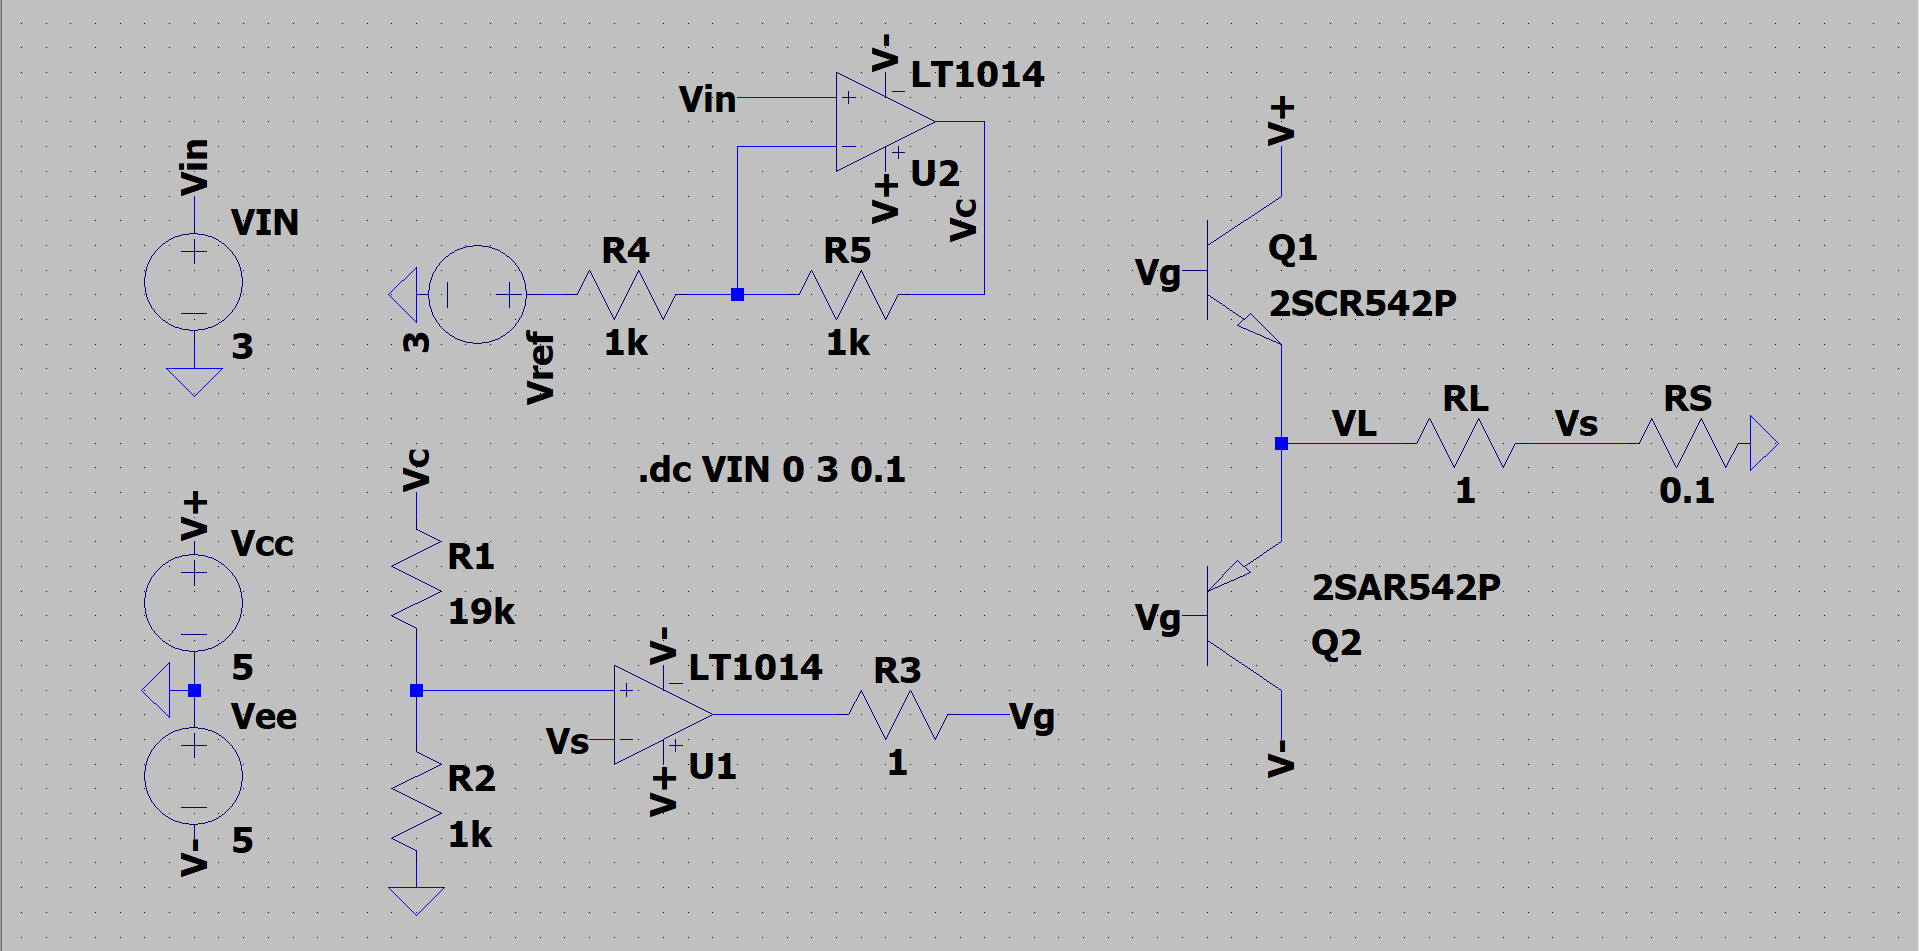 V-
LT1014
Vin
V+
U2
Vc
Vin
VIN
3
3
Vref
R4
1k
R5
1k
V+
Vg
Q1
2SCR542P
VL
RL
1
Vs
RS
0.1
.dc VIN 0 3 0.1
V+
Vcc
5
Vee
5
V-
Vc
R1
19k
R2
1k
V-
LT1014
Vs
V+
U1
R3
1
Vg
Vg
2SAR542P
Q2
V-